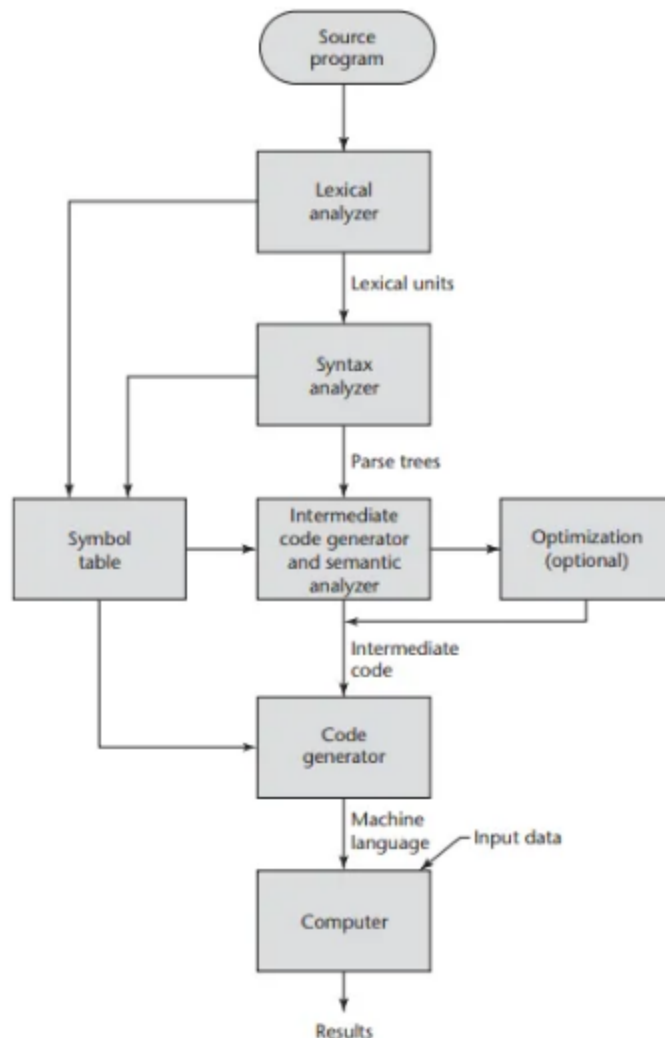 Source
program
Lexical
analyzer
Lexical units
Syntax
analyzer
Parse trees
Symbol
table
Intermediate
code generator
and semantic
analyzer
Optimization
(optional)
Intermediate
code
Code
generator
Machine
language
Input data
Computer
Results